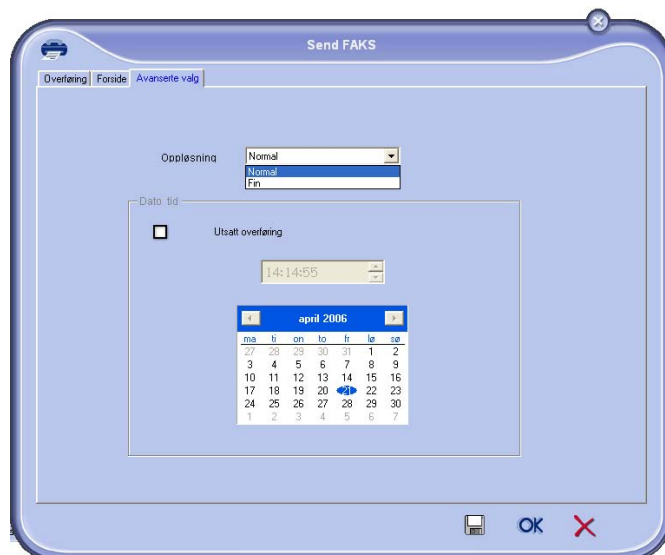 Send FAKS
Overføring Forside Avanserte valg
Oppløsning Normal
Normal
Fin
Dato tid
Utsatt overføring
14:14:55
april 2006
ma ti on to fr lø sø
27 28 29 30 31 1 2
3 4 5 6 7 8 9
10 11 12 13 14 15 16
17 18 19 20 21 22 23
24 25 26 27 28 29 30
1 2 3 4 5 6 7
OK